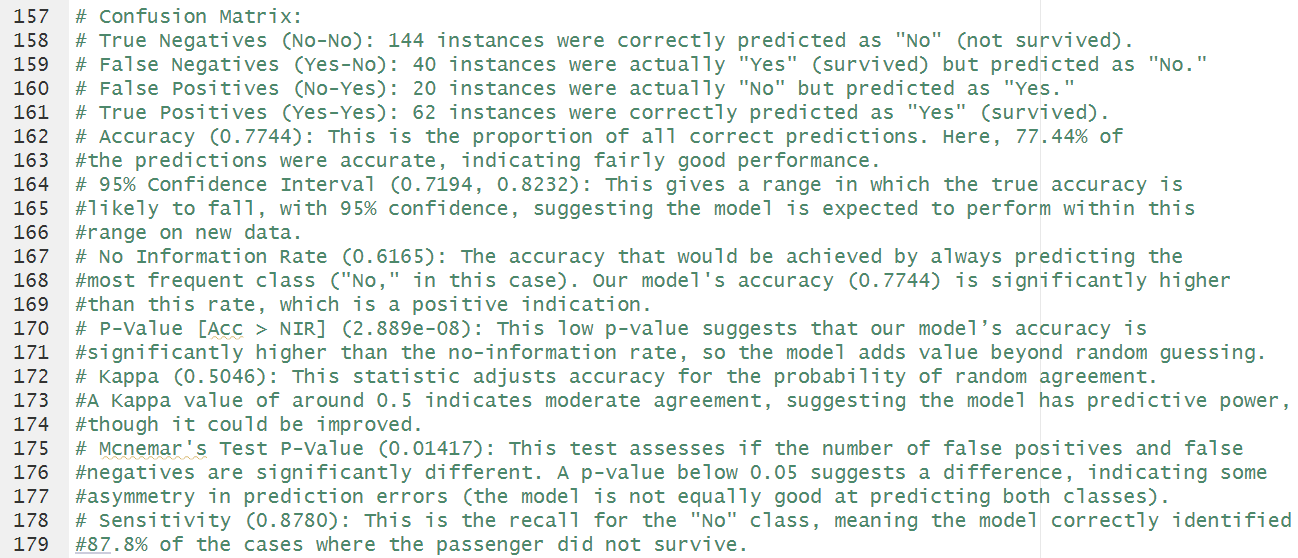 157 # Confusion Matrix:
158 # True Negatives (No-No): 144 instances were correctly predicted as "No" (not survived).
159 # False Negatives (Yes-No): 40 instances were actually "Yes" (survived) but predicted as "No."
160 # False Positives (No-Yes): 20 instances were actually "No" but predicted as "Yes."
161 # True Positives (Yes-Yes): 62 instances were correctly predicted as "Yes" (survived).
162 # Accuracy (0.7744): This is the proportion of all correct predictions. Here, 77.44% of
163 #the predictions were accurate, indicating fairly good performance.
164 # 95% Confidence Interval (0.7194, 0.8232): This gives a range in which the true accuracy is
165 #likely to fall, with 95% confidence, suggesting the model is expected to perform within this
166 #range on new data.
167 # No Information Rate (0.6165): The accuracy that would be achieved by always predicting the
168 #most frequent class ("No," in this case). Our model's accuracy (0.7744) is significantly higher
169 #than this rate, which is a positive indication.
170 # P-Value [Acc > NIR] (2.889e-08): This low p-value suggests that our model’s accuracy is
171 #significantly higher than the no-information rate, so the model adds value beyond random guessing.
172 # Kappa (0.5046): This statistic adjusts accuracy for the probability of random agreement.
173 #A Kappa value of around 0.5 indicates moderate agreement, suggesting the model has predictive power,
174 #though it could be improved.
175 # Mcnemar's Test P-Value (0.01417): This test assesses if the number of false positives and false
176 #negatives are significantly different. A p-value below 0.05 suggests a difference, indicating some
177 #asymmetry in prediction errors (the model is not equally good at predicting both classes).
178 # Sensitivity (0.8780): This is the recall for the "No" class, meaning the model correctly identified
179 #87.8% of the cases where the passenger did not survive.